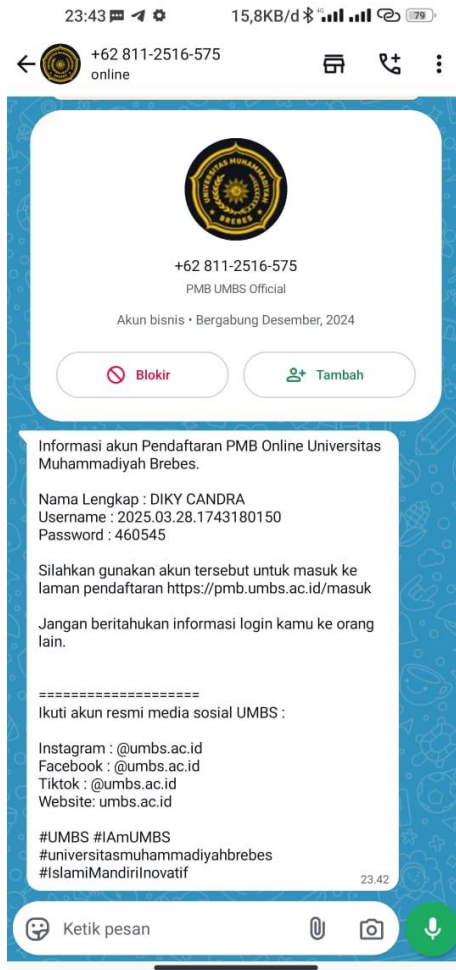 23:43
15,8KB/d
4G
79
+62 811-2516-575
online
UNIVERSITAS MUHAMMADIYAH
BREBES
+62 811-2516-575
PMB UMBS Official
Akun bisnis • Bergabung Desember, 2024
Blokir
Tambah
Informasi akun Pendaftaran PMB Online Universitas
Muhammadiyah Brebes.
Nama Lengkap : DIKY CANDRA
Username : 2025.03.28.1743180150
Password : 460545
Silahkan gunakan akun tersebut untuk masuk ke
laman pendaftaran https://pmb.umbs.ac.id/masuk
Jangan beritahukan informasi login kamu ke orang
lain.
====================
Ikuti akun resmi media sosial UMBS :
Instagram : @umbs.ac.id
Facebook : @umbs.ac.id
Tiktok : @umbs.ac.id
Website: umbs.ac.id
#UMBS #IAmUMBS
#universitasmuhammadiyahbrebes
#IslamiMandiriInovatif
23.42
Ketik pesan